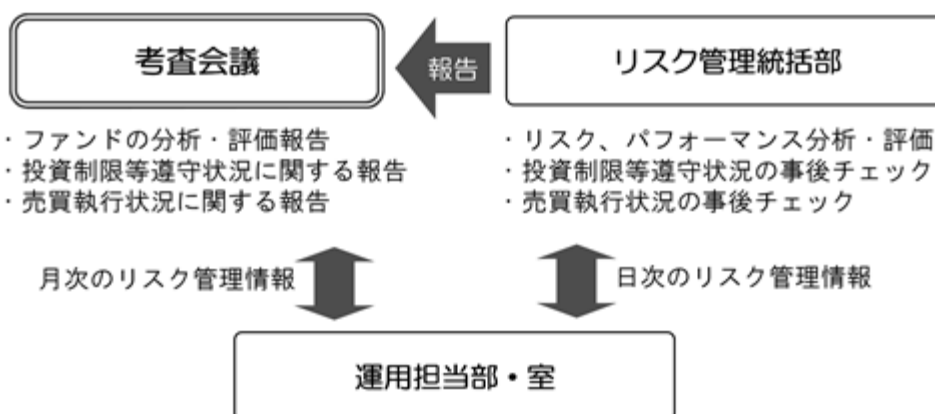 考査会議
報告
リスク管理統括部
・ファンドの分析・評価報告
・投資制限等遵守状況に関する報告
・売買執行状況に関する報告
・リスク、パフォーマンス分析・評価
・投資制限等遵守状況の事後チェック
・売買執行状況の事後チェック
月次のリスク管理情報
日次のリスク管理情報
運用担当部・室